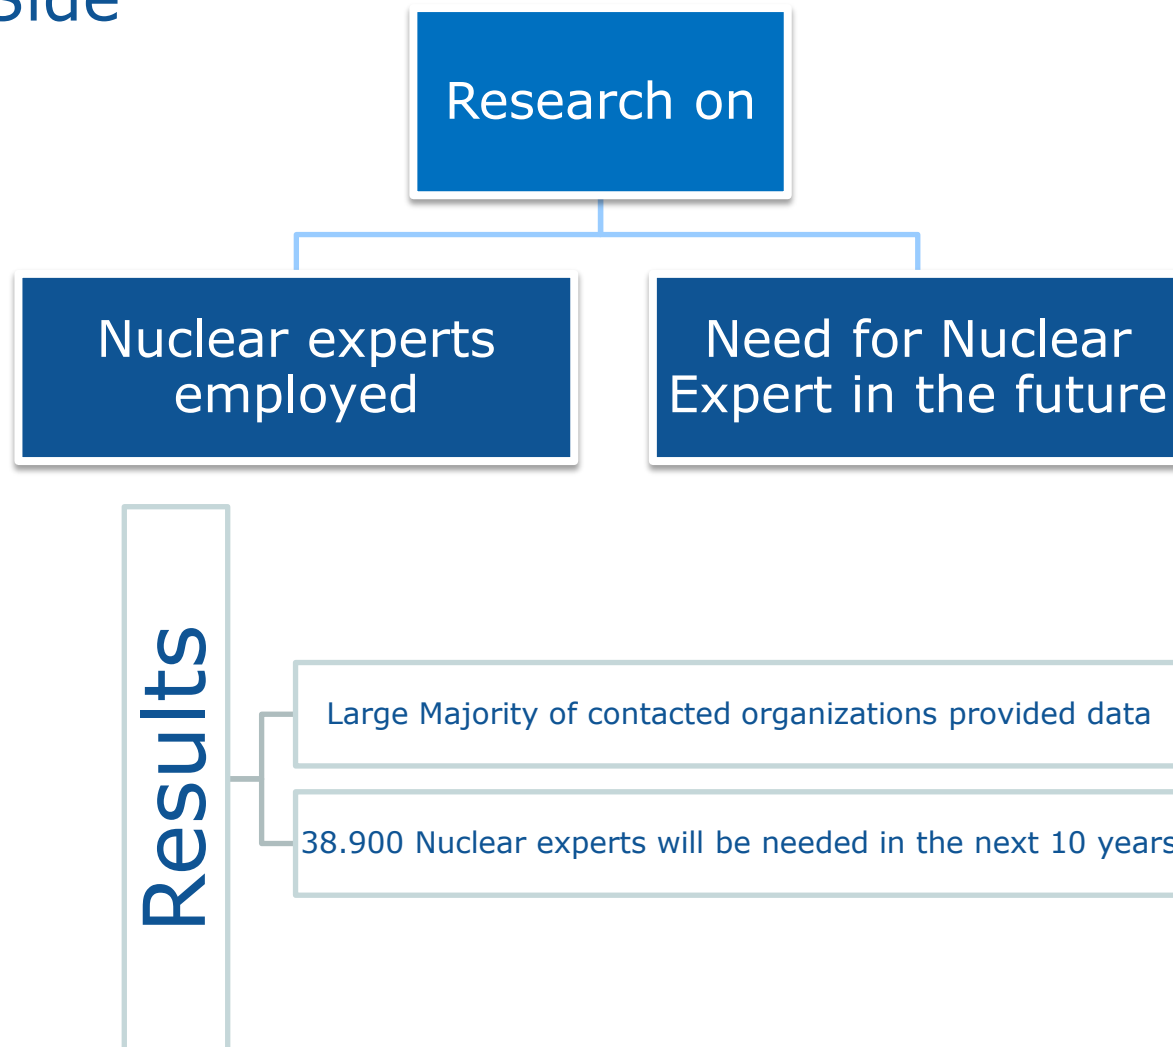 Side
Research on
Nuclear experts
employed
Need for Nuclear
Expert in the future
Results
Large Majority of contacted organizations provided data
38.900 Nuclear experts will be needed in the next 10 years